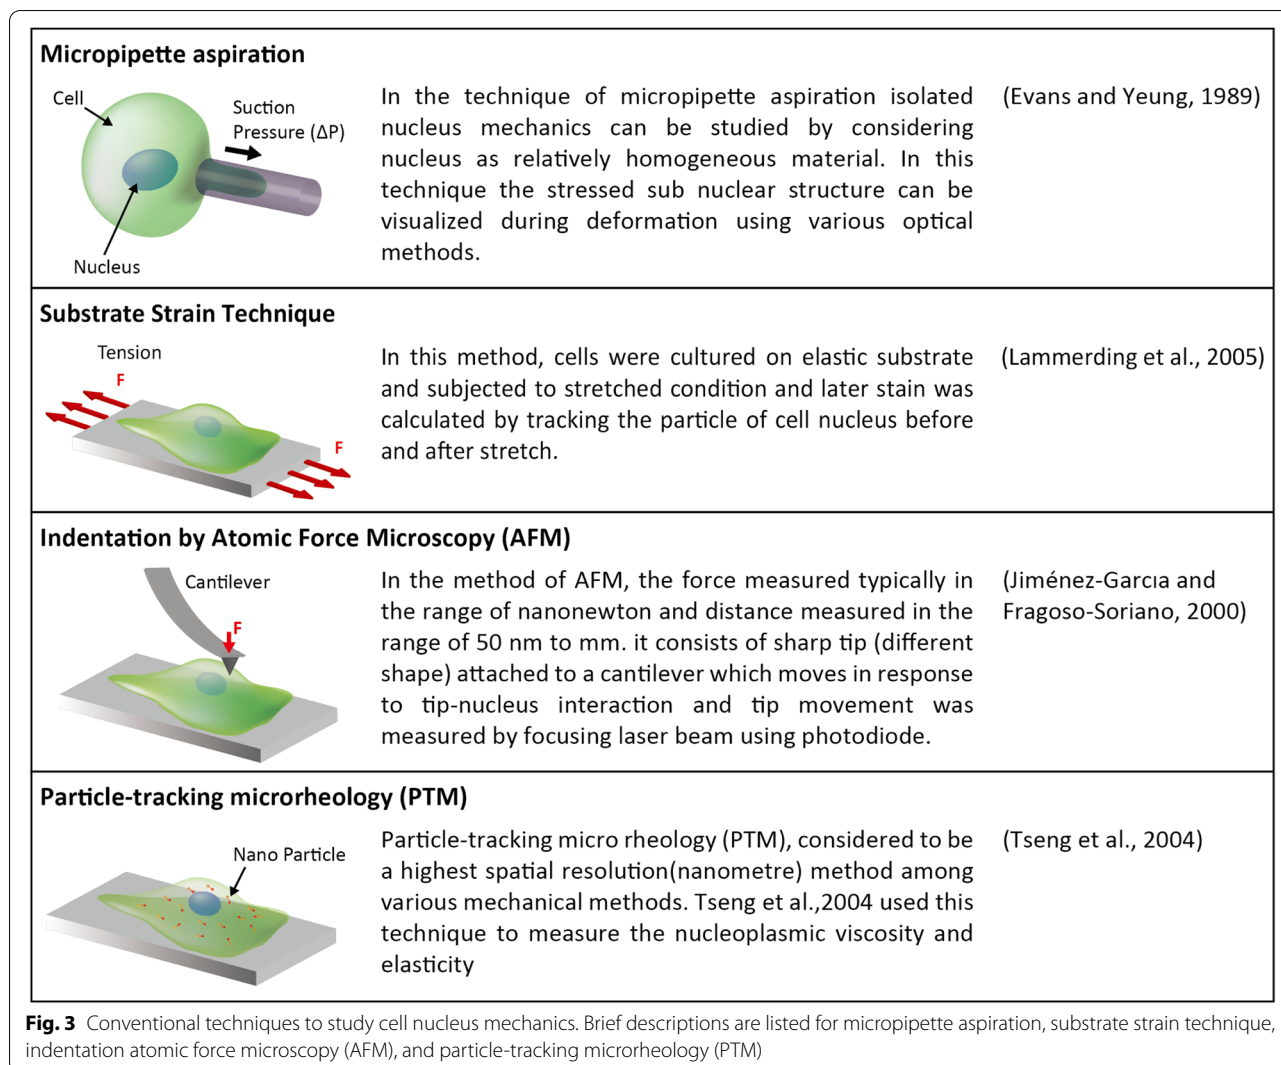 Micropipette aspiration
Cell
Suction
Pressure (ΔP)
Nucleus
In the technique of micropipette aspiration isolated
nucleus mechanics can be studied by considering
nucleus as relatively homogeneous material. In this
technique the stressed sub nuclear structure can be
visualized during deformation using various optical
methods.
(Evans and Yeung, 1989)
Substrate Strain Technique
Tension
F
F
In this method, cells were cultured on elastic substrate
and subjected to stretched condition and later stain was
calculated by tracking the particle of cell nucleus before
and after stretch.
(Lammerding et al., 2005)
Indentation by Atomic Force Microscopy (AFM)
Cantilever
F
In the method of AFM, the force measured typically in
the range of nanonewton and distance measured in the
range of 50 nm to mm. it consists of sharp tip (different
shape) attached to a cantilever which moves in response
to tip-nucleus interaction and tip movement was
measured by focusing laser beam using photodiode.
(Jiménez-Garcıa and
Fragoso-Soriano, 2000)
Particle-tracking microrheology (PTM)
Nano Particle
Particle-tracking micro rheology (PTM), considered to be
a highest spatial resolution(nanometre) method among
various mechanical methods. Tseng et al.,2004 used this
technique to measure the nucleoplasmic viscosity and
elasticity
(Tseng et al., 2004)
Fig. 3 Conventional techniques to study cell nucleus mechanics. Brief descriptions are listed for micropipette aspiration, substrate strain technique,
indentation atomic force microscopy (AFM), and particle-tracking microrheology (PTM)